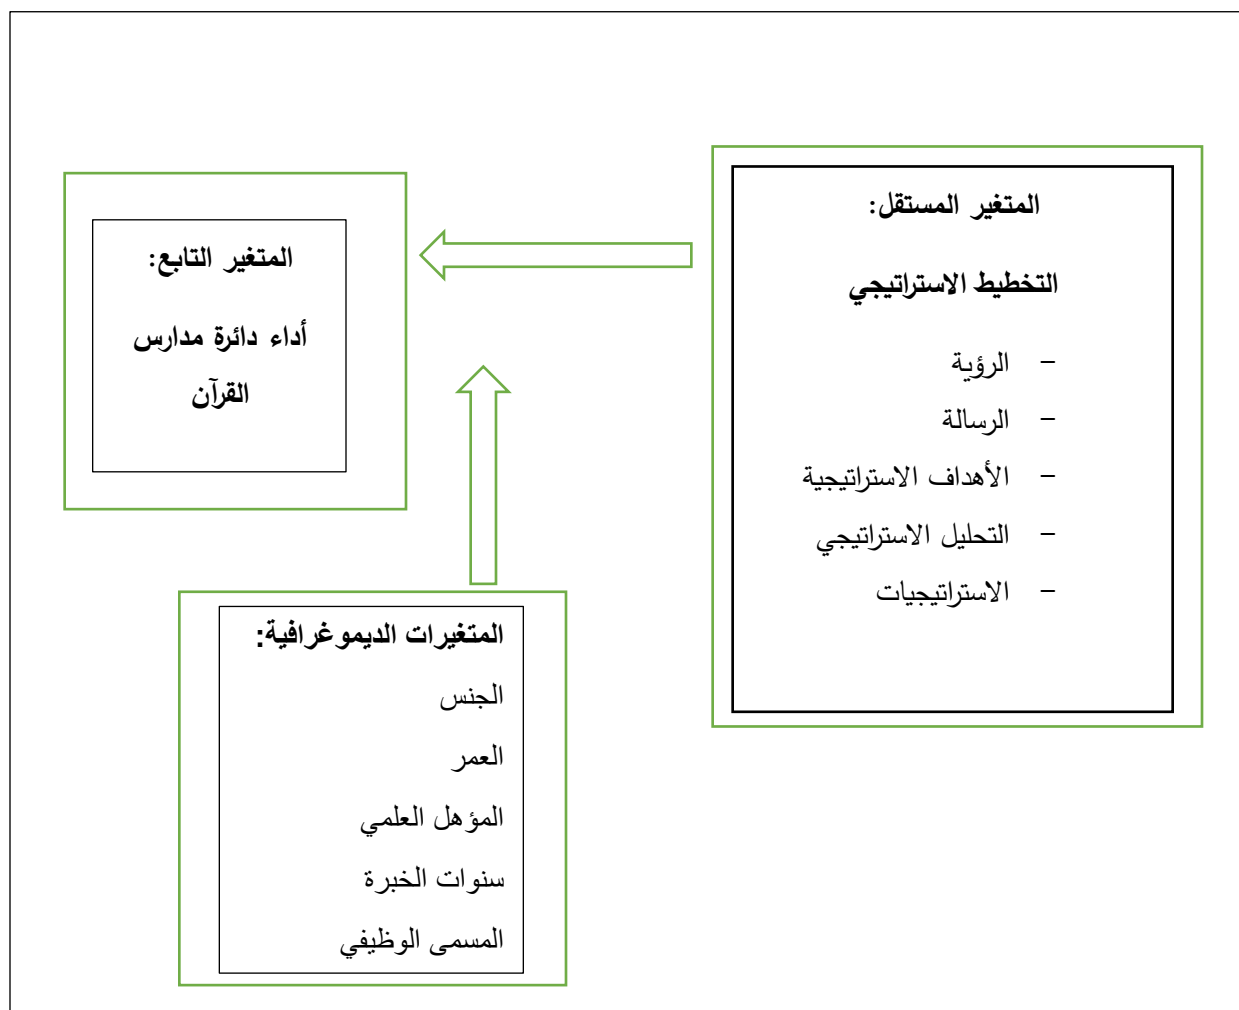 المتغير المستقل:
التخطيط الاستراتيجي
– الرؤية
– الرسالة
– الأهداف الاستراتيجية
– التحليل الاستراتيجي
– الاستراتيجيات
المتغير التابع:
أداء دائرة مدارس
القرآن
المتغيرات الديموغرافية:
الجنس
العمر
المؤهل العلمي
سنوات الخبرة
المسمى الوظيفي